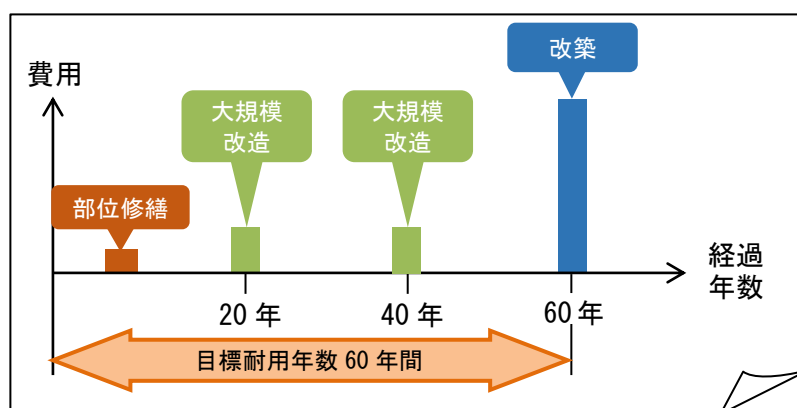 改築
費用
大規模
改造
大規模
改造
部位修繕
経過
年数
20 年
40 年
60 年
目標耐用年数 60 年間